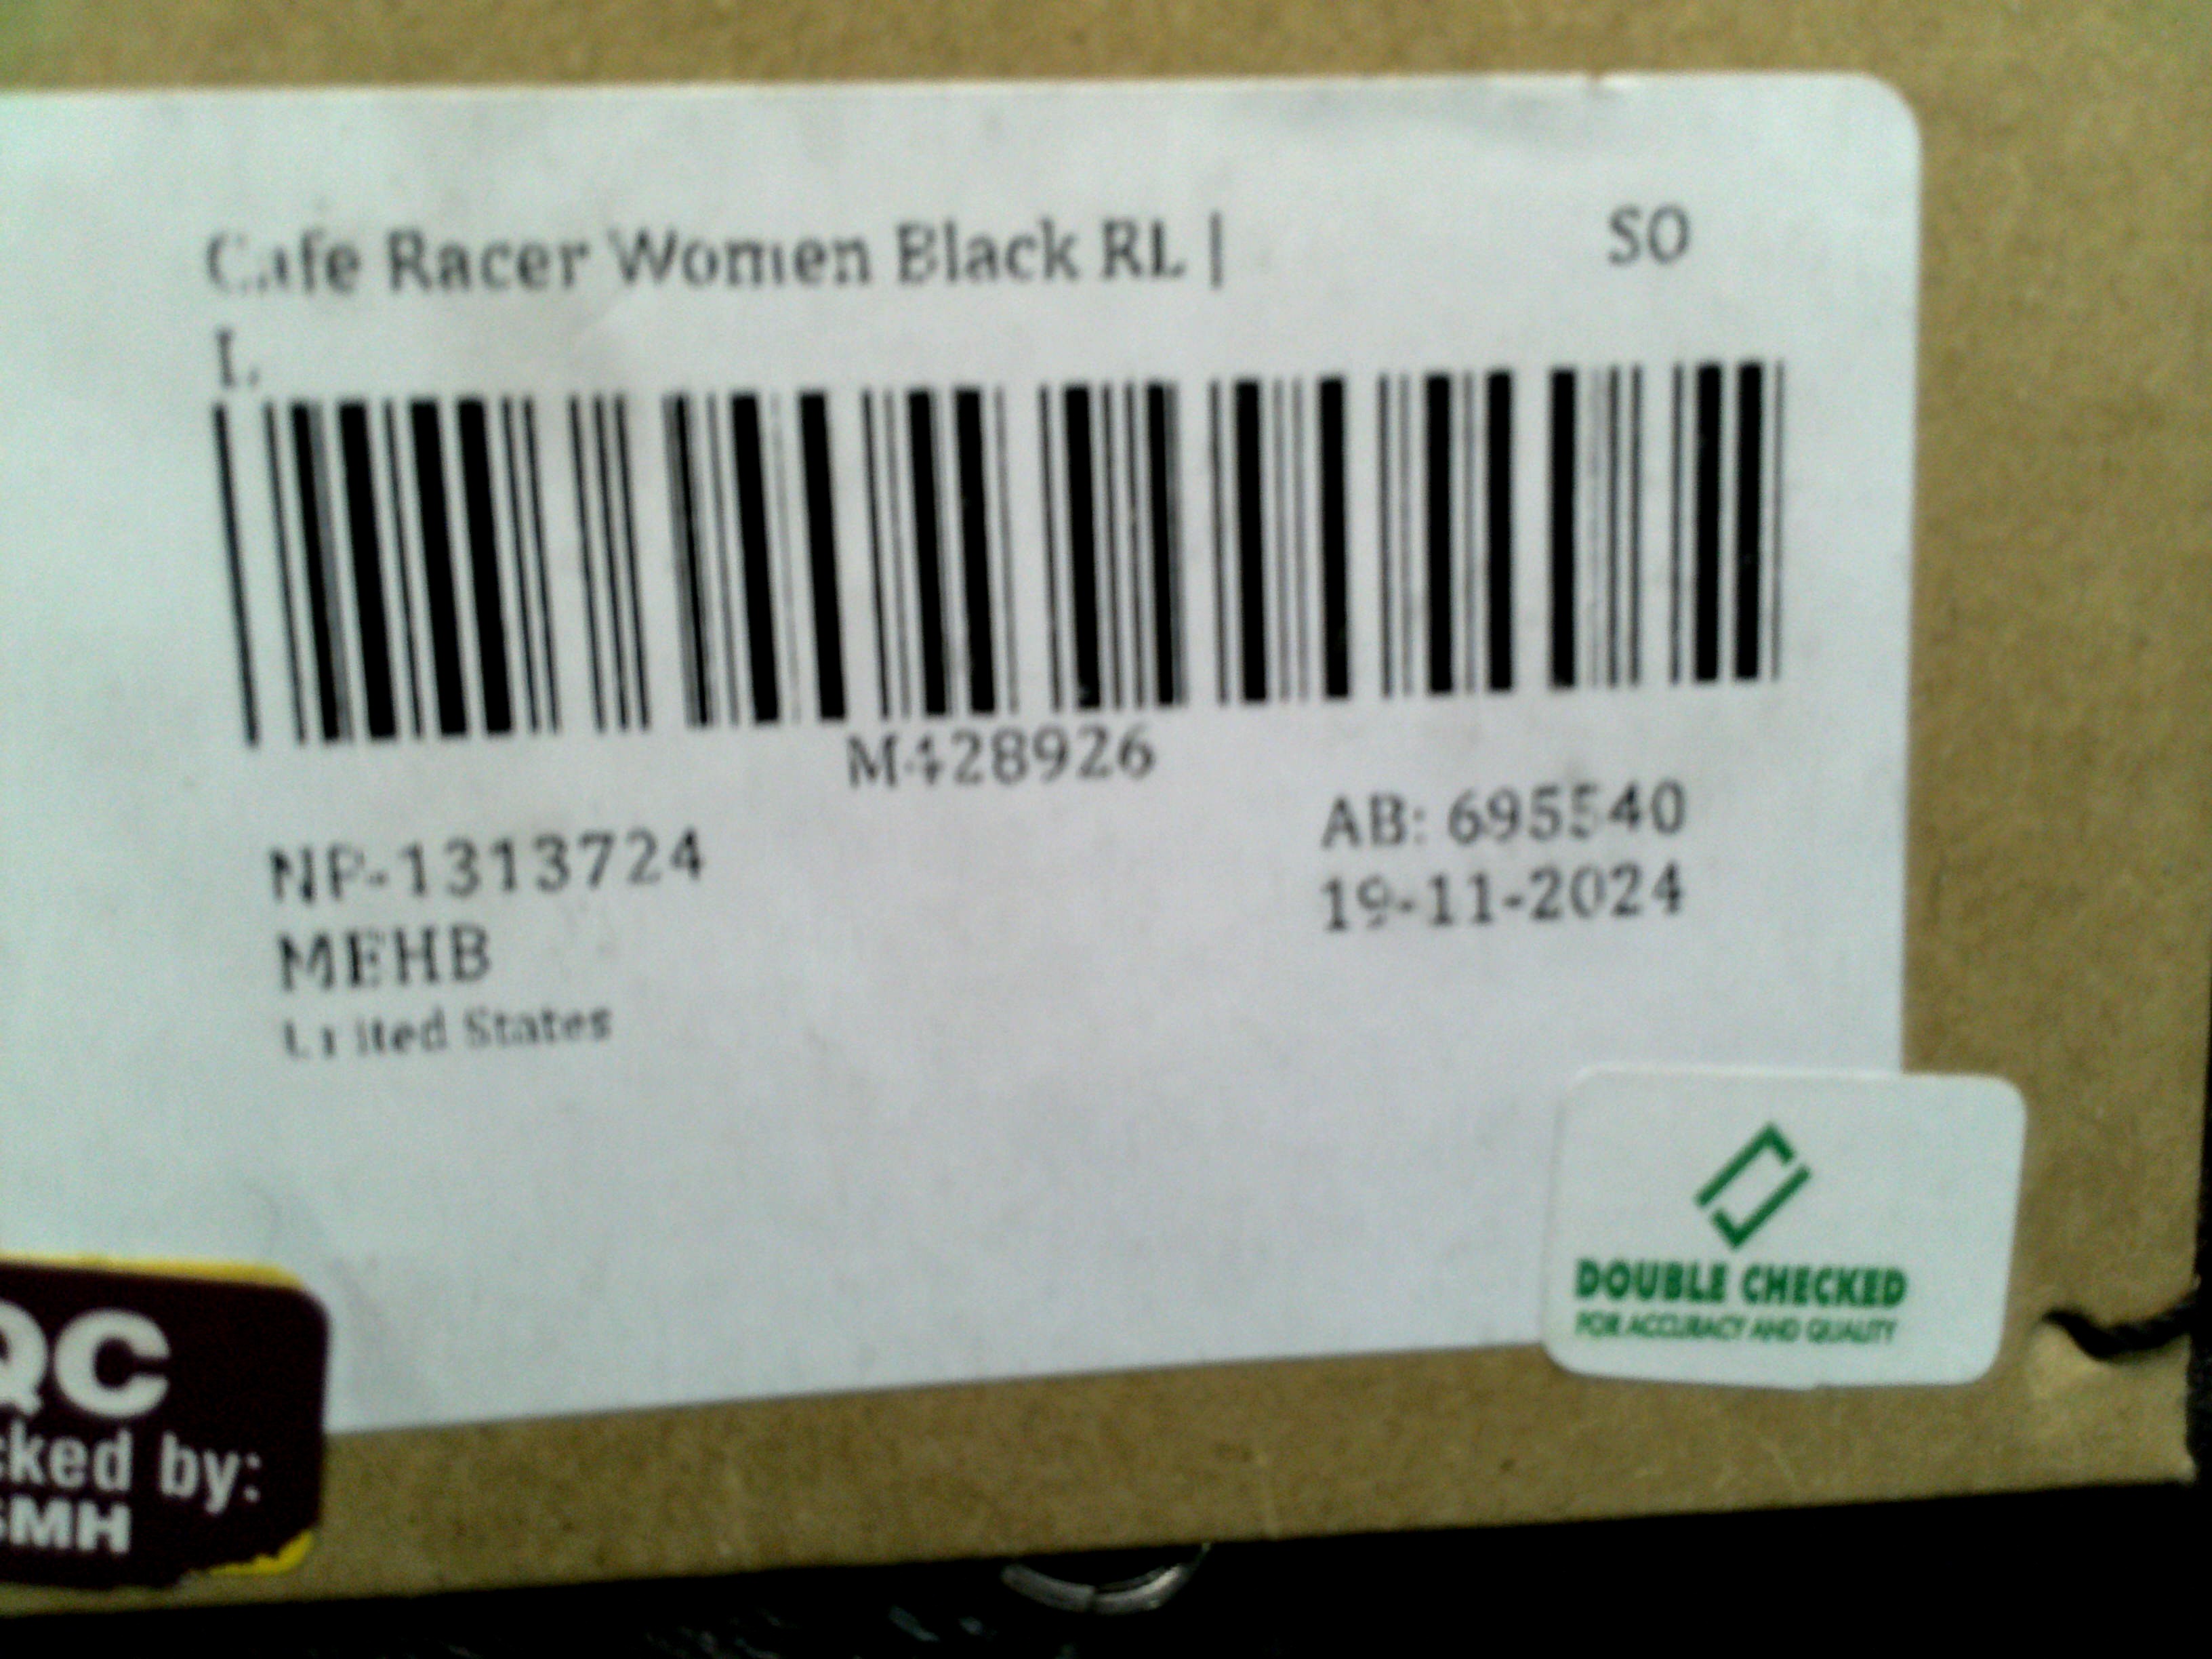 Cafe Racer Women Black RL |
SO
L
M428926
NP-1313724
AB: 695540
MEHB
19-11-2024
United States
DOUBLE CHECKED
FOR ACCURACY AND QUALITY
QC
cked by:
SMH